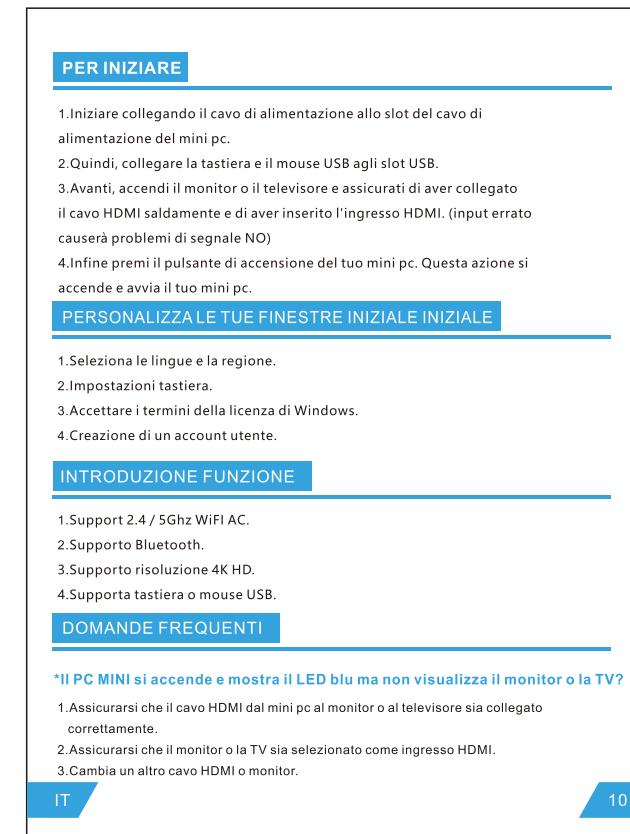 PER INIZIARE
1.Iniziare collegando il cavo di alimentazione allo slot del cavo di
alimentazione del mini pc.
2.Quindi, collegare la tastiera e il mouse USB agli slot USB.
3.Avanti, accendi il monitor o il televisore e assicurati di aver collegato
il cavo HDMI saldamente e di aver inserito l'ingresso HDMI. (input errato
causerà problemi di segnale NO)
4.Infine premi il pulsante di accensione del tuo mini pc. Questa azione si
accende e avvia il tuo mini pc.
PERSONALIZZA LE TUE FINESTRE INIZIALE INIZIALE
1.Seleziona le lingue e la regione.
2.Impostazioni tastiera.
3.Accettare i termini della licenza di Windows.
4.Creazione di un account utente.
INTRODUZIONE FUNZIONE
1.Support 2.4 / 5Ghz WiFI AC.
2.Supporto Bluetooth.
3.Supporto risoluzione 4K HD.
4.Supporta tastiera o mouse USB.
DOMANDE FREQUENTI
*Il PC MINI si accende e mostra il LED blu ma non visualizza il monitor o la TV?
1.Assicurarsi che il cavo HDMI dal mini pc al monitor o al televisore sia collegato
correttamente.
2.Assicurarsi che il monitor o la TV sia selezionato come ingresso HDMI.
3.Cambia un altro cavo HDMI o monitor.
IT
10